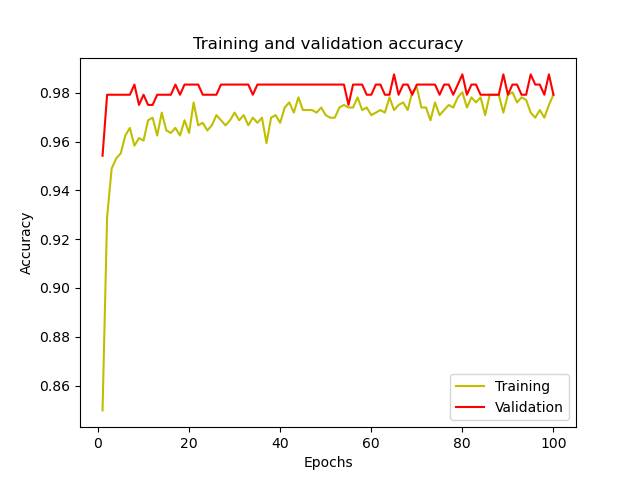 Training and validation accuracy
Accuracy
0.98
0.96
0.94
0.92
0.90
0.88
0.86
0 20 40 60 80 100
Epochs
Training
Validation